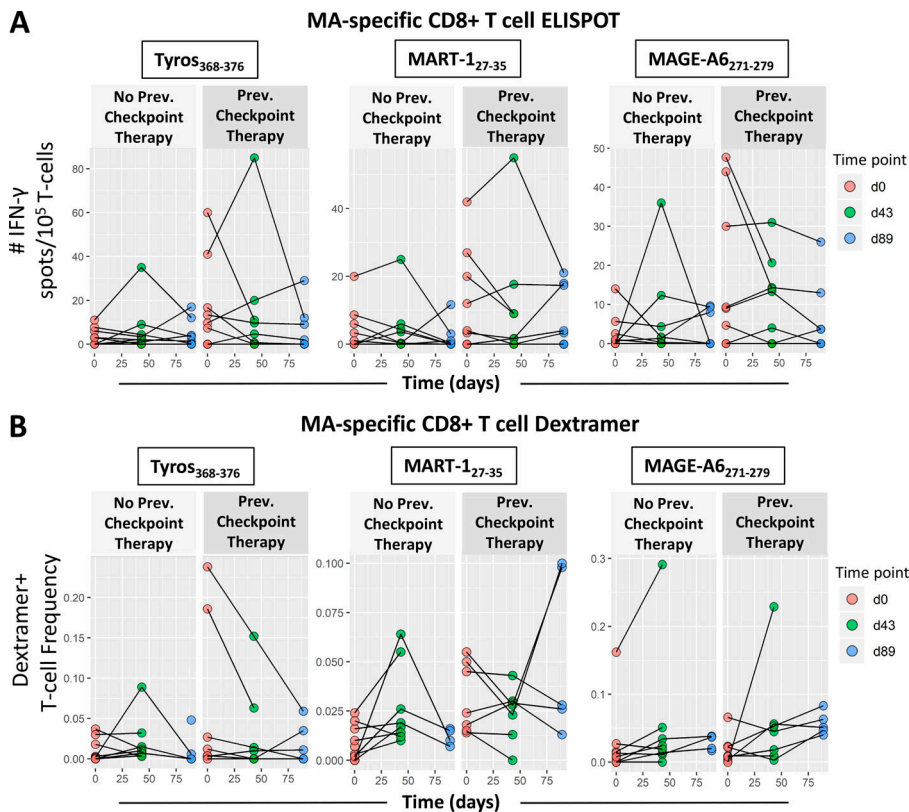 A
MA-specific CD8+ T cell ELISPOT
Tyros368-376
MART-127-35
MAGE-A6271-279
No Prev. Checkpoint Therapy
Prev. Checkpoint Therapy
No Prev. Checkpoint Therapy
Prev. Checkpoint Therapy
No Prev. Checkpoint Therapy
Prev. Checkpoint Therapy
# IFN-γ
spots/10⁵ T-cells
80
60
40
20
0
40
20
0
50
40
30
20
10
0
Time point
d0
d43
d89
0 25 50 75 0 25 50 75
0 25 50 75 0 25 50 75
0 25 50 75 0 25 50 75
Time (days)
B
MA-specific CD8+ T cell Dextramer
Tyros368-376
MART-127-35
MAGE-A6271-279
No Prev. Checkpoint Therapy
Prev. Checkpoint Therapy
No Prev. Checkpoint Therapy
Prev. Checkpoint Therapy
No Prev. Checkpoint Therapy
Prev. Checkpoint Therapy
Dextramer+
T-cell Frequency
0.20
0.15
0.10
0.05
0.00
0.100
0.075
0.050
0.025
0.000
0.3
0.2
0.1
0.0
Time point
d0
d43
d89
0 25 50 75 0 25 50 75
0 25 50 75 0 25 50 75
0 25 50 75 0 25 50 75
Time (days)